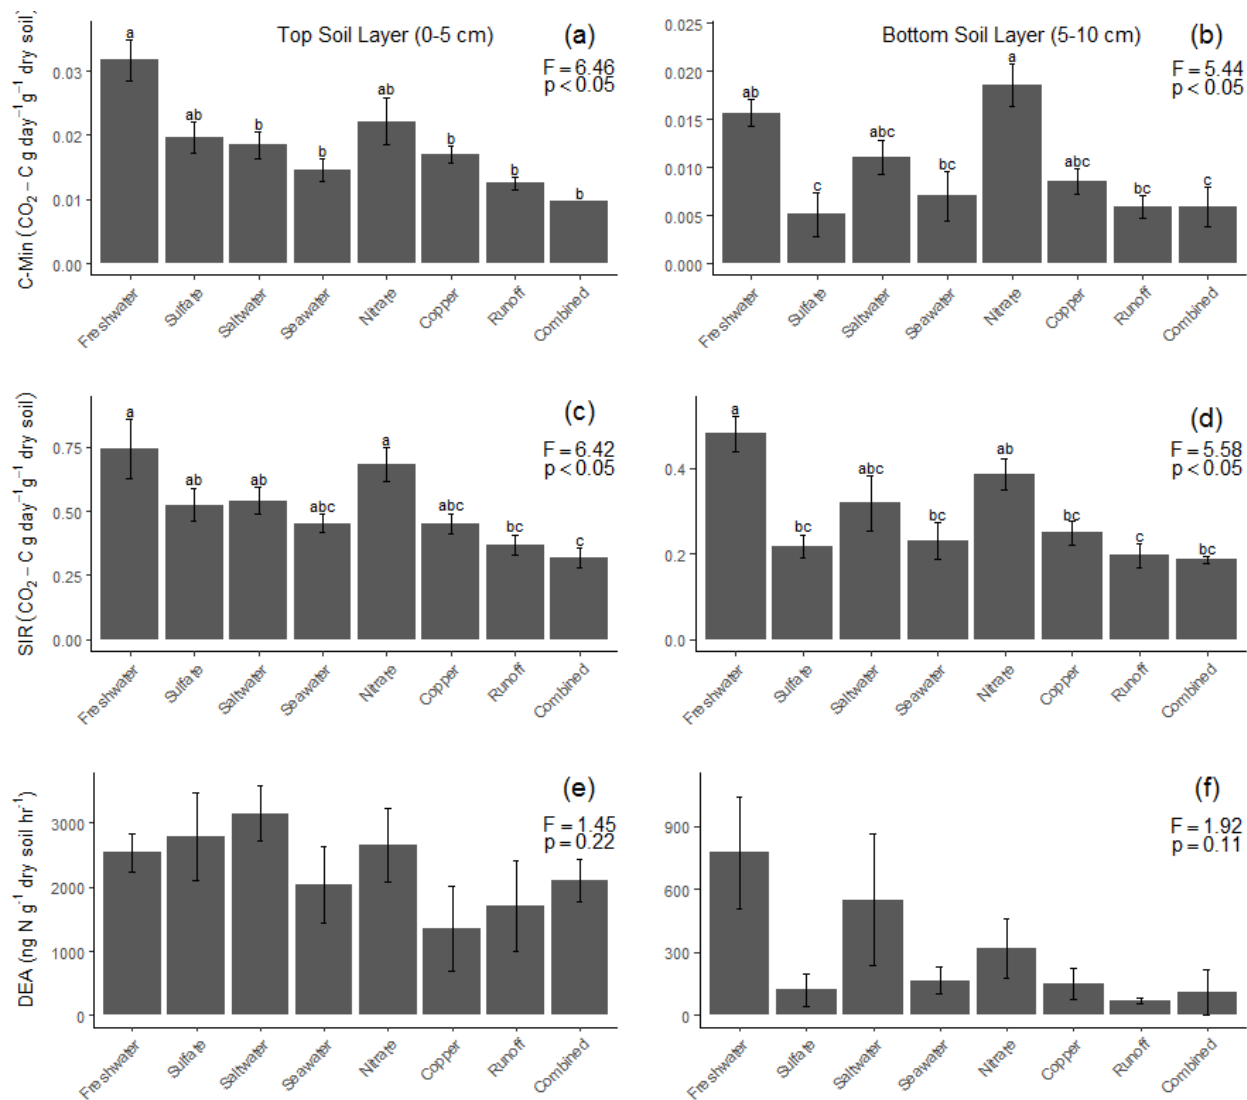 Top Soil Layer (0-5 cm)
(a)
F = 6.46
p < 0.05
C-Min (CO₂ – C g day⁻¹g⁻¹ dry soil)
0.03
0.02
0.01
0.00
a
ab
b
b
ab
b
b
b
Freshwater
Sulfate
Saltwater
Seawater
Nitrate
Copper
Runoff
Combined
Bottom Soil Layer (5-10 cm)
(b)
F = 5.44
p < 0.05
0.025
0.020
0.015
0.010
0.005
0.000
ab
c
abc
bc
a
abc
bc
c
Freshwater
Sulfate
Saltwater
Seawater
Nitrate
Copper
Runoff
Combined
(c)
F = 6.42
p < 0.05
SIR (CO₂ – C g day⁻¹g⁻¹ dry soil)
0.75
0.50
0.25
0.00
a
ab
ab
abc
a
abc
bc
c
Freshwater
Sulfate
Saltwater
Seawater
Nitrate
Copper
Runoff
Combined
(d)
F = 5.58
p < 0.05
0.4
0.2
0.0
a
bc
abc
bc
ab
bc
c
bc
Freshwater
Sulfate
Saltwater
Seawater
Nitrate
Copper
Runoff
Combined
(e)
F = 1.45
p = 0.22
DEA (ng N g⁻¹ dry soil hr⁻¹)
3000
2000
1000
0
Freshwater
Sulfate
Saltwater
Seawater
Nitrate
Copper
Runoff
Combined
(f)
F = 1.92
p = 0.11
900
600
300
0
Freshwater
Sulfate
Saltwater
Seawater
Nitrate
Copper
Runoff
Combined